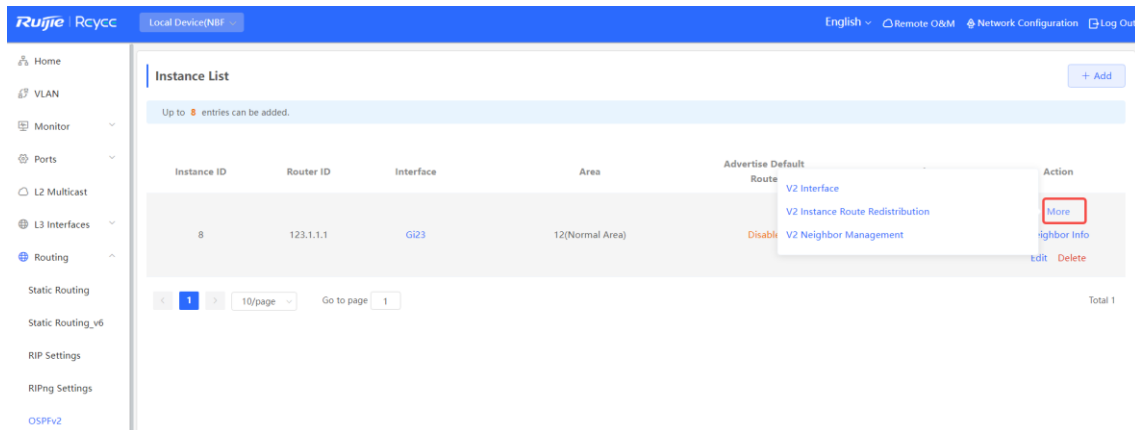 Ruijie | Rcycc
Local Device(NBF
English
Remote O&M
Network Configuration
Log Out
Home
VLAN
Monitor
Ports
L2 Multicast
L3 Interfaces
Routing
Static Routing
Static Routing_v6
RIP Settings
RIPng Settings
OSPFv2
Instance List
+ Add
Up to 8 entries can be added.
Instance ID
Router ID
Interface
Area
Advertise Default
Route
Action
8
123.1.1.1
Gi23
12(Normal Area)
Disable
V2 Interface
V2 Instance Route Redistribution
V2 Neighbor Management
More
eighbor Info
Edit Delete
< 1 >
10/page
Go to page 1
Total 1